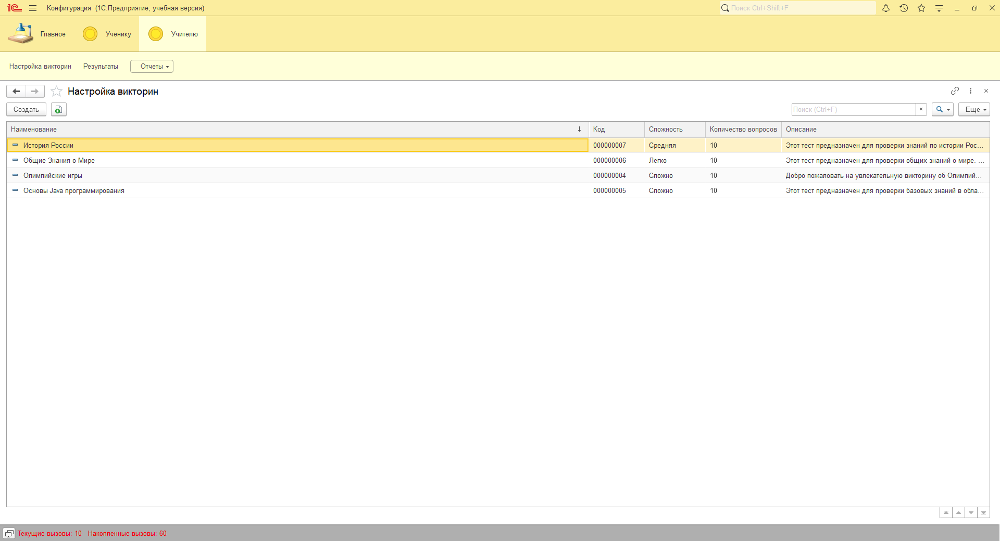 1С Конфигурация (1С:Предприятие, учебная версия) Поиск Ctrl+Shift+F
Главное Ученику Учителю
Настройка викторин Результаты Отчеты
Настройка викторин
Создать Поиск (Ctrl+F) × Еще
Наименование ↓ Код Сложность Количество вопросов Описание
История России 000000007 Средняя 10 Этот тест предназначен для проверки знаний по истории Рос...
Общие Знания о Мире 000000006 Легко 10 Этот тест предназначен для проверки общих знаний о мире. ...
Олимпийские игры 000000004 Сложно 10 Добро пожаловать на увлекательную викторину об Олимпий...
Основы Java программирования 000000005 Сложно 10 Этот тест предназначен для проверки базовых знаний в обла...
Текущие вызовы: 10 Накопленные вызовы: 60